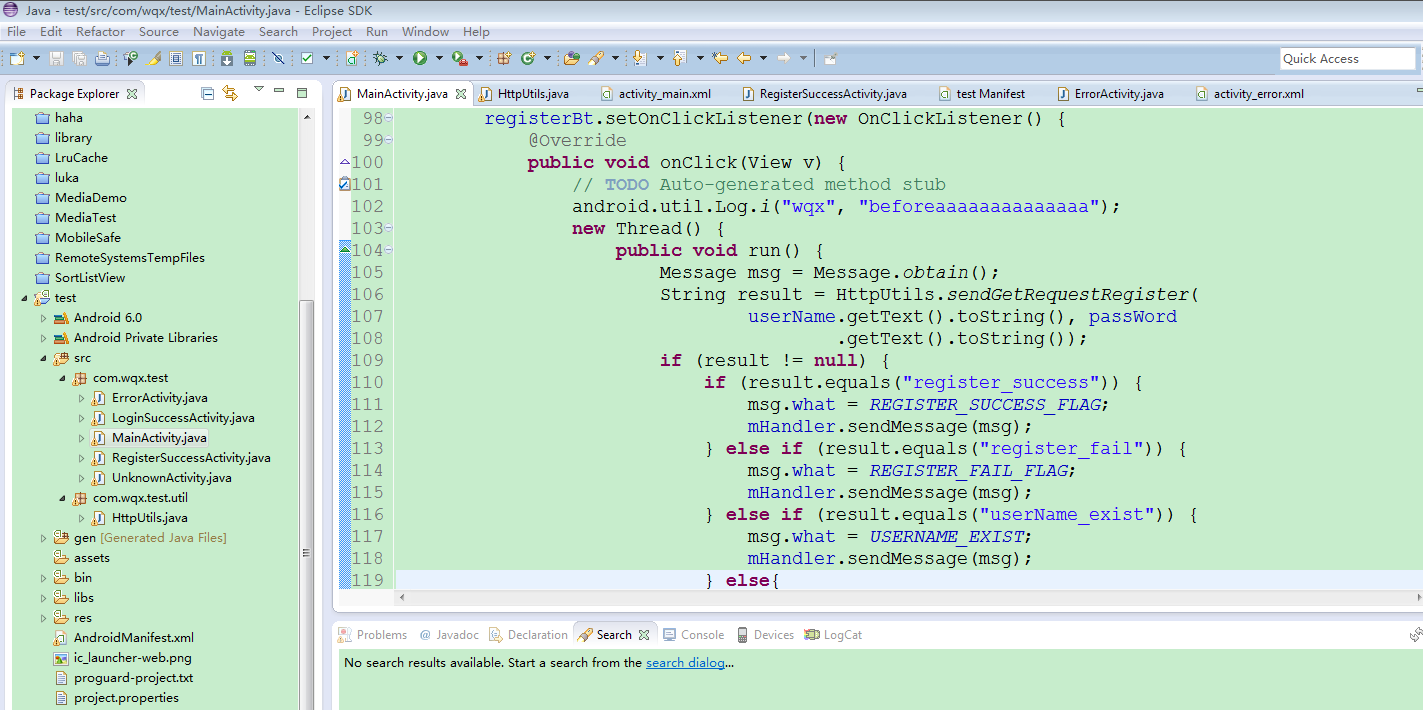 Java - test/src/com/wqx/test/MainActivity.java - Eclipse SDK
File Edit Refactor Source Navigate Search Project Run Window Help
Quick Access
Package Explorer
haha
library
LruCache
luka
MediaDemo
MediaTest
MobileSafe
RemoteSystemsTempFiles
SortListView
test
Android 6.0
Android Private Libraries
src
com.wqx.test
ErrorActivity.java
LoginSuccessActivity.java
MainActivity.java
RegisterSuccessActivity.java
UnknownActivity.java
com.wqx.test.util
HttpUtils.java
gen [Generated Java Files]
assets
bin
libs
res
AndroidManifest.xml
ic_launcher-web.png
proguard-project.txt
project.properties
MainActivity.java HttpUtils.java activity_main.xml RegisterSuccessActivity.java test Manifest ErrorActivity.java activity_error.xml
98 registerBt.setOnClickListener(new OnClickListener() {
99 @Override
100 public void onClick(View v) {
101 // TODO Auto-generated method stub
102 android.util.Log.i("wqx", "beforeaaaaaaaaaaaaaa");
103 new Thread() {
104 public void run() {
105 Message msg = Message.obtain();
106 String result = HttpUtils.sendGetRequestRegister(
107 userName.getText().toString(), passWord
108 .getText().toString());
109 if (result != null) {
110 if (result.equals("register_success")) {
111 msg.what = REGISTER_SUCCESS_FLAG;
112 mHandler.sendMessage(msg);
113 } else if (result.equals("register_fail")) {
114 msg.what = REGISTER_FAIL_FLAG;
115 mHandler.sendMessage(msg);
116 } else if (result.equals("userName_exist")) {
117 msg.what = USERNAME_EXIST;
118 mHandler.sendMessage(msg);
119 } else{
Problems @ Javadoc Declaration Search Console Devices LogCat
No search results available. Start a search from the search dialog...